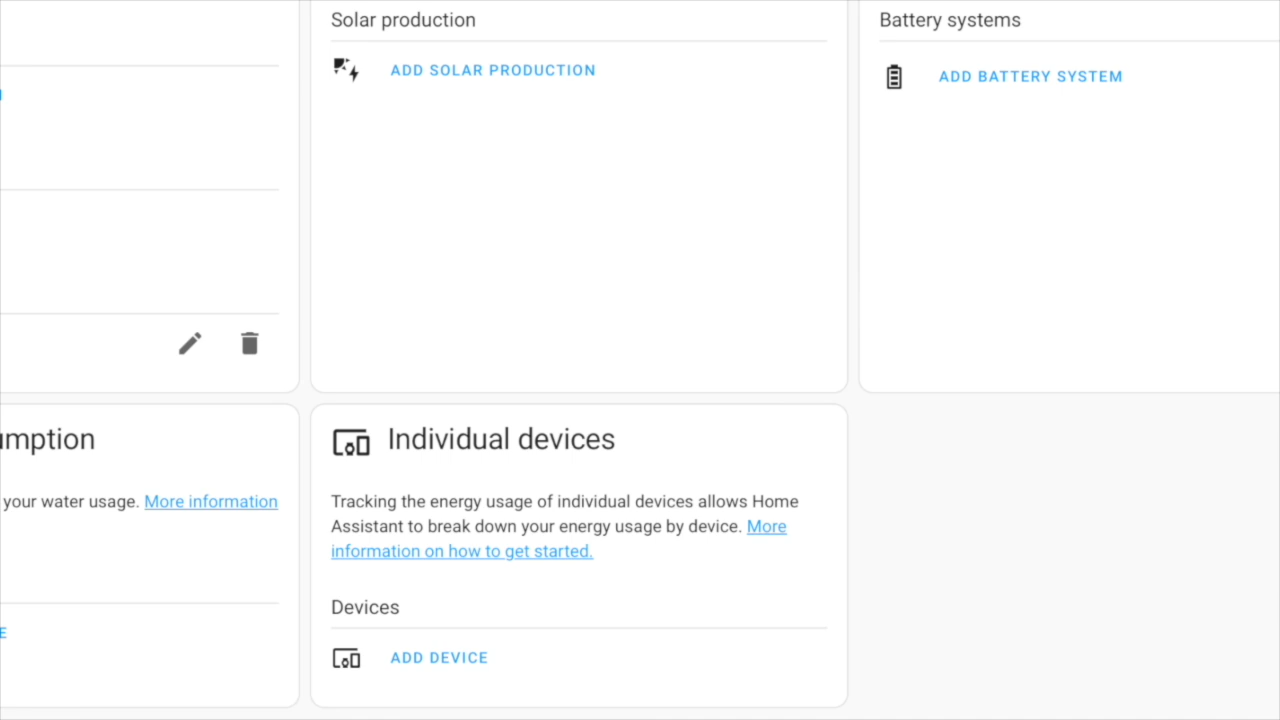 Solar production
ADD SOLAR PRODUCTION
Battery systems
ADD BATTERY SYSTEM
your water usage. More information
Individual devices
Tracking the energy usage of individual devices allows Home
Assistant to break down your energy usage by device. More
information on how to get started.
Devices
ADD DEVICE